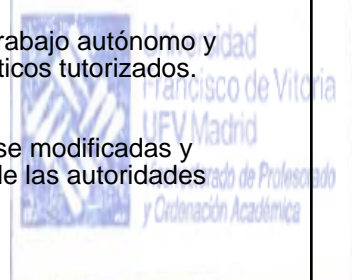 rabajo autónomo y
ticos tutorizados.
Universidad
Francisco de Vitoria
UFV Madrid
se modificadas y
de las autoridades
Vicerrectorado de Profesorado
y Ordenación Académica